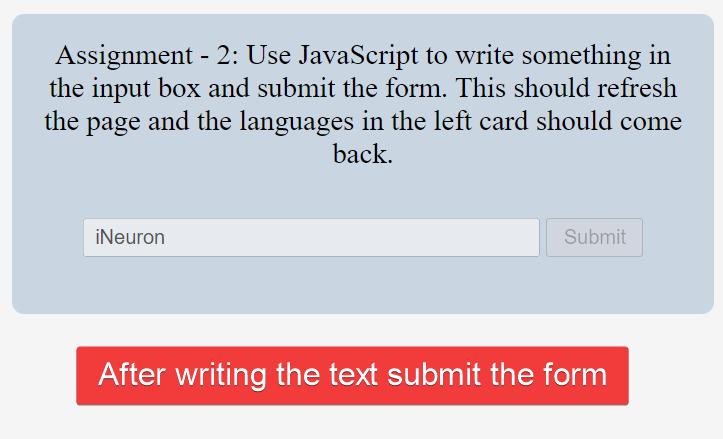 Assignment - 2: Use JavaScript to write something in
the input box and submit the form. This should refresh
the page and the languages in the left card should come
back.
iNeuron Submit
After writing the text submit the form